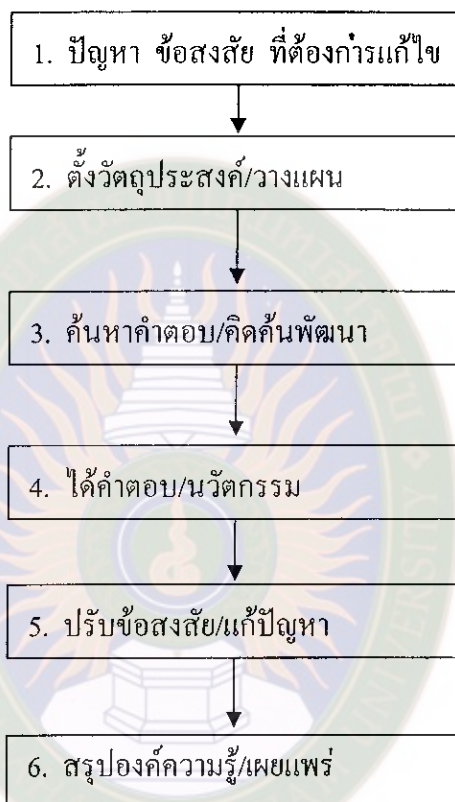 1. ปัญหา ข้อสงสัย ที่ต้องการแก้ไข
2. ตั้งวัตถุประสงค์/วางแผน
3. ค้นหาคำตอบ/คิดค้นพัฒนา
4. ได้คำตอบ/นวัตกรรม
5. ปรับข้อสงสัย/แก้ปัญหา
6. สรุปองค์ความรู้/เผยแพร่
UNIVERSITY